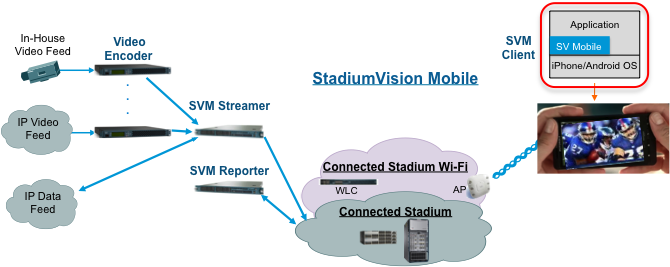 In-House
Video Feed
Video
Encoder
IP Video
Feed
IP Data
Feed
SVM Streamer
SVM Reporter
StadiumVision Mobile
Connected Stadium Wi-Fi
WLC
AP
Connected Stadium
SVM
Client
Application
SV Mobile
iPhone/Android OS